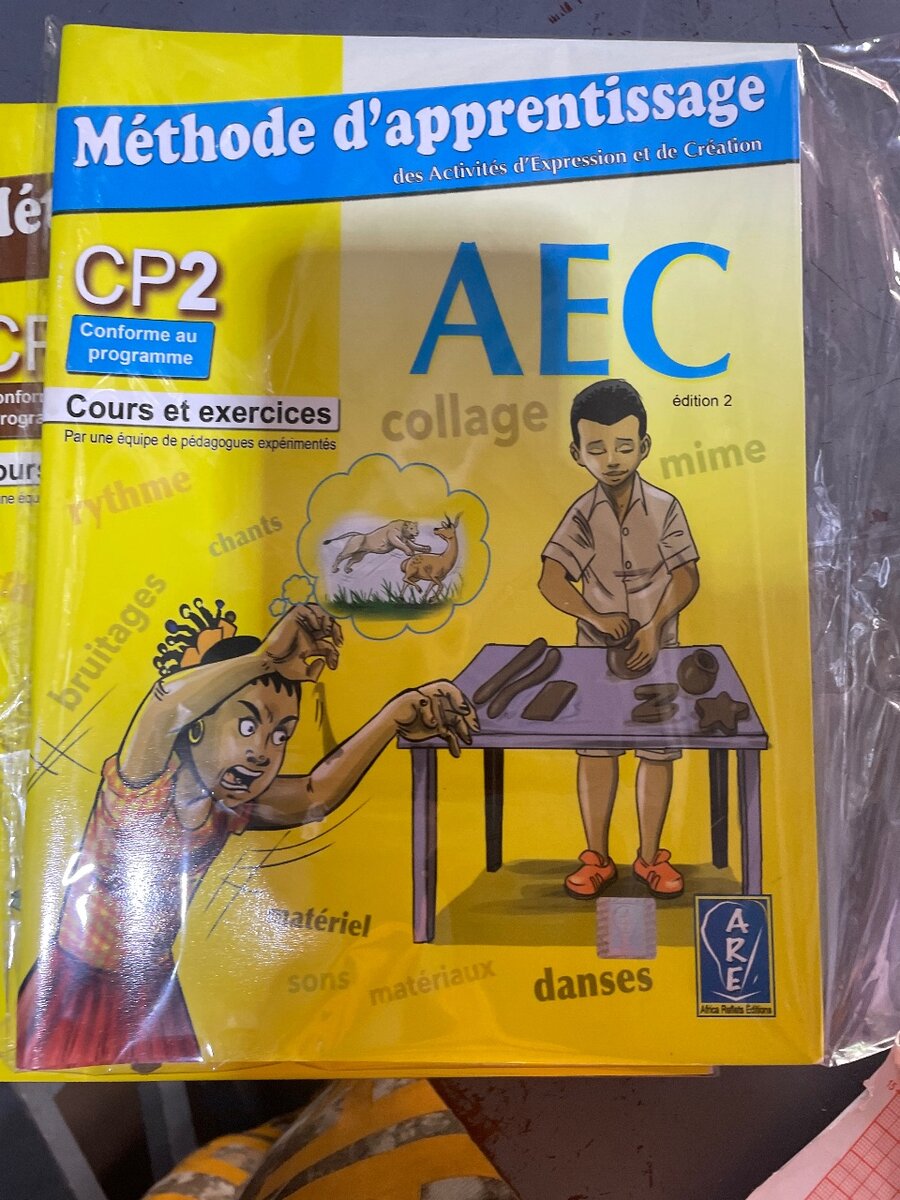 Méthode d'apprentissage
des Activités d'Expression et de Création
CP2
Conforme au
programme
AEC
édition 2
Cours et exercices
Par une équipe de pédagogues expérimentés
collage
mime
rythme
chants
bruitages
matériel
sons
matériaux
danses
ARE
Africa Reflets Editions